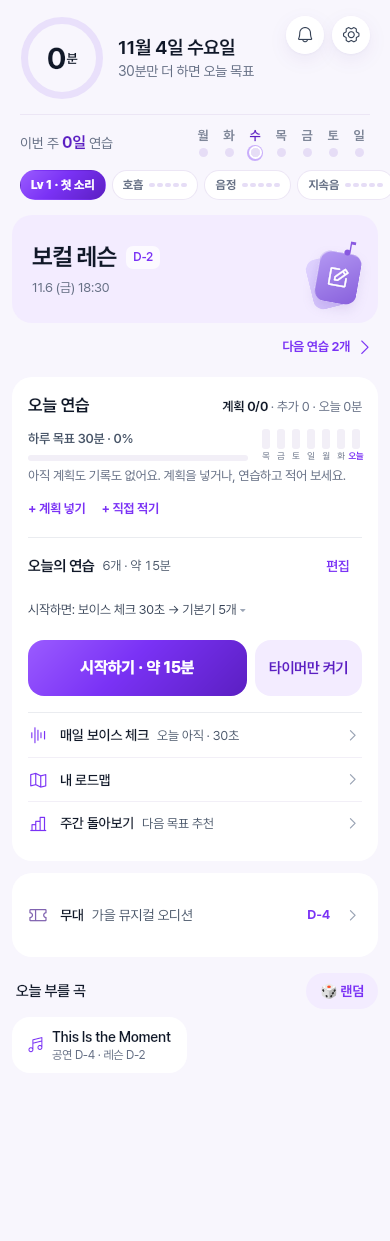 0분
11월 4일 수요일
30분만 더 하면 오늘 목표
이번 주 0일 연습
월 화 수 목 금 토 일
Lv 1 · 첫 소리 호흡 음정 지속음
보컬 레슨 D-2
11.6 (금) 18:30
다음 연습 2개
오늘 연습 계획 0/0 · 추가 0 · 오늘 0분
하루 목표 30분 · 0%
목 금 토 일 월 화 오늘
아직 계획도 기록도 없어요. 계획을 넣거나, 연습하고 적어 보세요.
+ 계획 넣기 + 직접 적기
오늘의 연습 6개 · 약 15분 편집
시작하면: 보이스 체크 30초 → 기본기 5개
시작하기 · 약 15분 타이머만 켜기
매일 보이스 체크 오늘 아직 · 30초
내 로드맵
주간 돌아보기 다음 목표 추천
무대 가을 뮤지컬 오디션 D-4
오늘 부를 곡 🎲 랜덤
This Is the Moment
공연 D-4 · 레슨 D-2